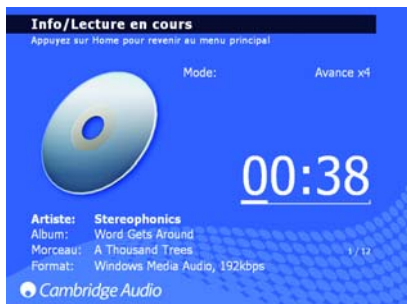 Info/Lecture en cours
Appuyez sur Home pour revenir au menu principal
Mode: Avance x4
00:38
Artiste: Stereophonics
Album: Word Gets Around
Morceau: A Thousand Trees 1 / 12
Format: Windows Media Audio, 192kbps
Cambridge Audio